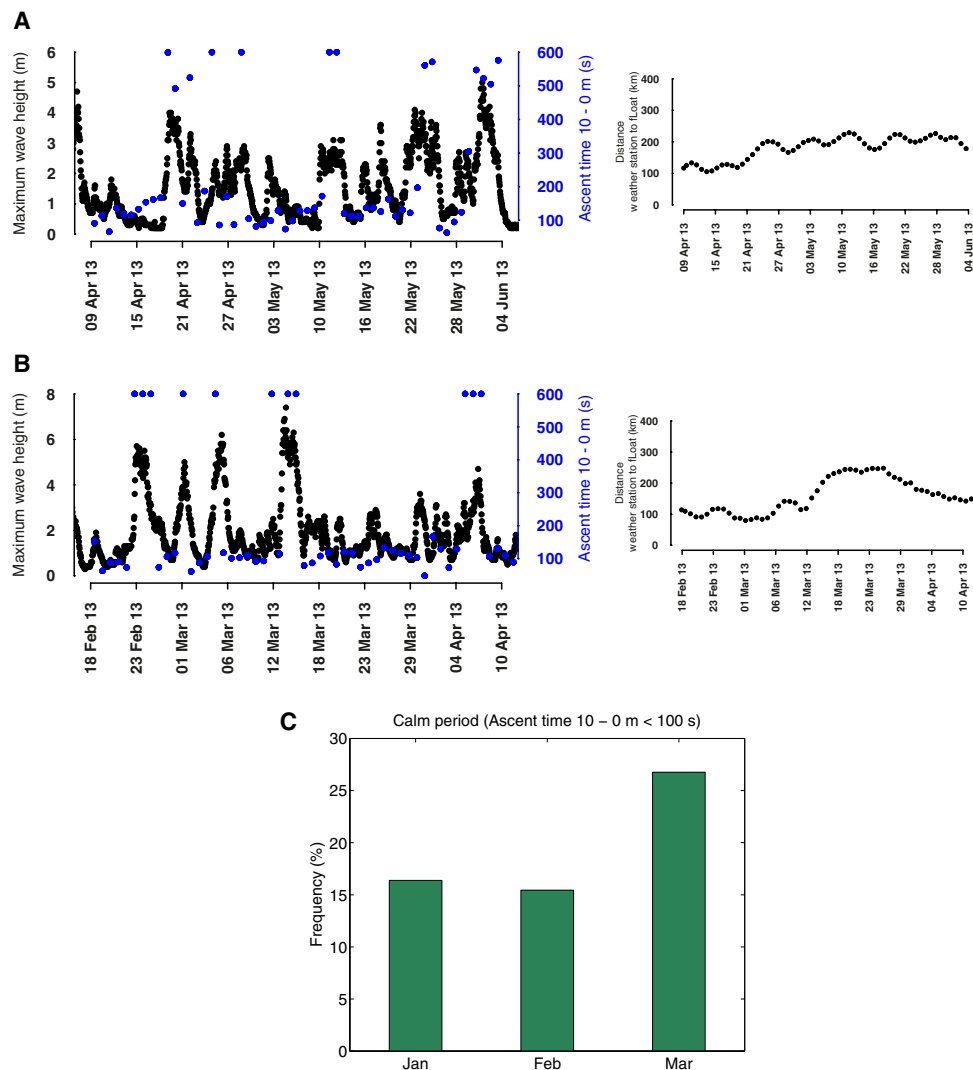 A
Maximum wave height (m)
6
5
4
3
2
1
0
600
500
400
300
200
100
Ascent time 10 - 0 m (s)
09 Apr 13
15 Apr 13
21 Apr 13
27 Apr 13
03 May 13
10 May 13
16 May 13
22 May 13
28 May 13
04 Jun 13
Distance
weather station to fLoat (km)
400
300
200
100
0
09 Apr 13
15 Apr 13
21 Apr 13
27 Apr 13
03 May 13
10 May 13
16 May 13
22 May 13
28 May 13
04 Jun 13
B
Maximum wave height (m)
8
6
4
2
0
600
500
400
300
200
100
Ascent time 10 - 0 m (s)
18 Feb 13
23 Feb 13
01 Mar 13
06 Mar 13
12 Mar 13
18 Mar 13
23 Mar 13
29 Mar 13
04 Apr 13
10 Apr 13
Distance
weather station to fLoat (km)
400
300
200
100
0
18 Feb 13
23 Feb 13
01 Mar 13
06 Mar 13
12 Mar 13
18 Mar 13
23 Mar 13
29 Mar 13
04 Apr 13
10 Apr 13
C
Calm period (Ascent time 10 − 0 m < 100 s)
Frequency (%)
30
25
20
15
10
5
0
Jan
Feb
Mar